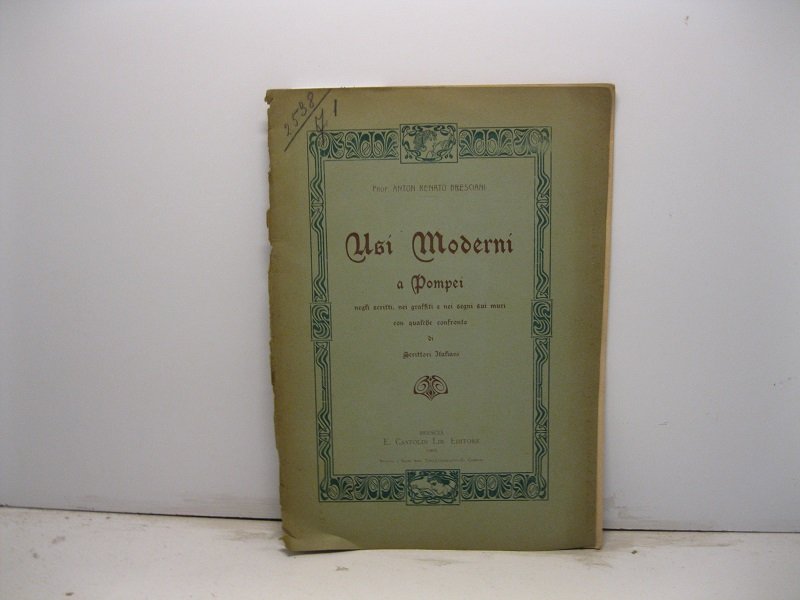 2538
1
Prof. ANTON RENATO BRESCIANI
Usi Moderni
a Pompei
negli scritti, nei graffiti e nei segni sui muri
con qualche confronto
di
Scrittori Italiani
BRESCIA
E. Castoldi Lib. Editore